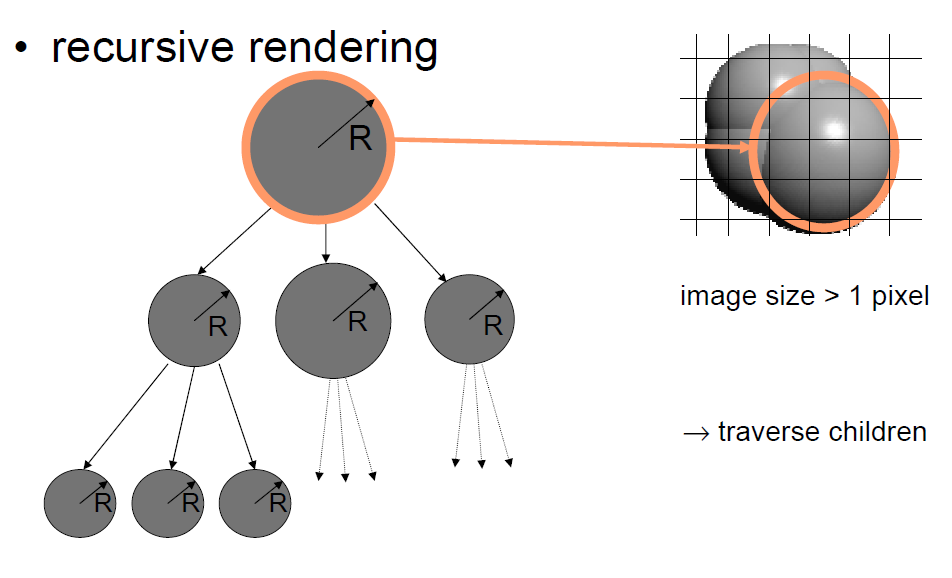 • recursive rendering
R
R
R
R
R
R
R
image size > 1 pixel
→ traverse children